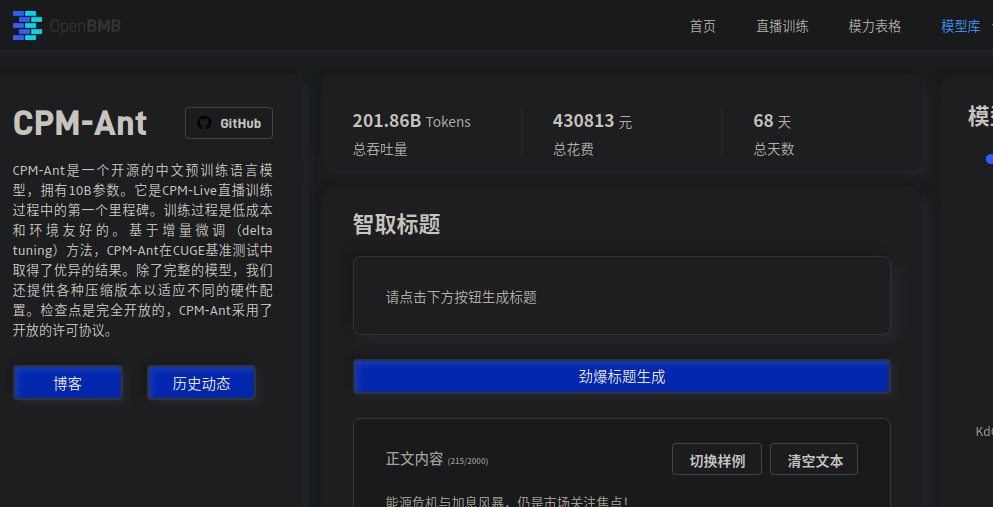 OpenBMB
首页 直播训练 模力表格 模型库
CPM-Ant
GitHub
CPM-Ant是一个开源的中文预训练语言模
型，拥有10B参数。它是CPM-Live直播训练
过程中的第一个里程碑。训练过程是低成本
和环境友好的。基于增量微调（delta
tuning）方法，CPM-Ant在CUGE基准测试中
取得了优异的结果。除了完整的模型，我们
还提供各种压缩版本以适应不同的硬件配
置。检查点是完全开放的，CPM-Ant采用了
开放的许可协议。
博客 历史动态
201.86B Tokens 430813 元 68 天
总吞吐量 总花费 总天数
智取标题
请点击下方按钮生成标题
劲爆标题生成
正文内容 (215/2000)
切换样例 清空文本
能源危机与加息风暴，仍是市场关注焦点！
模